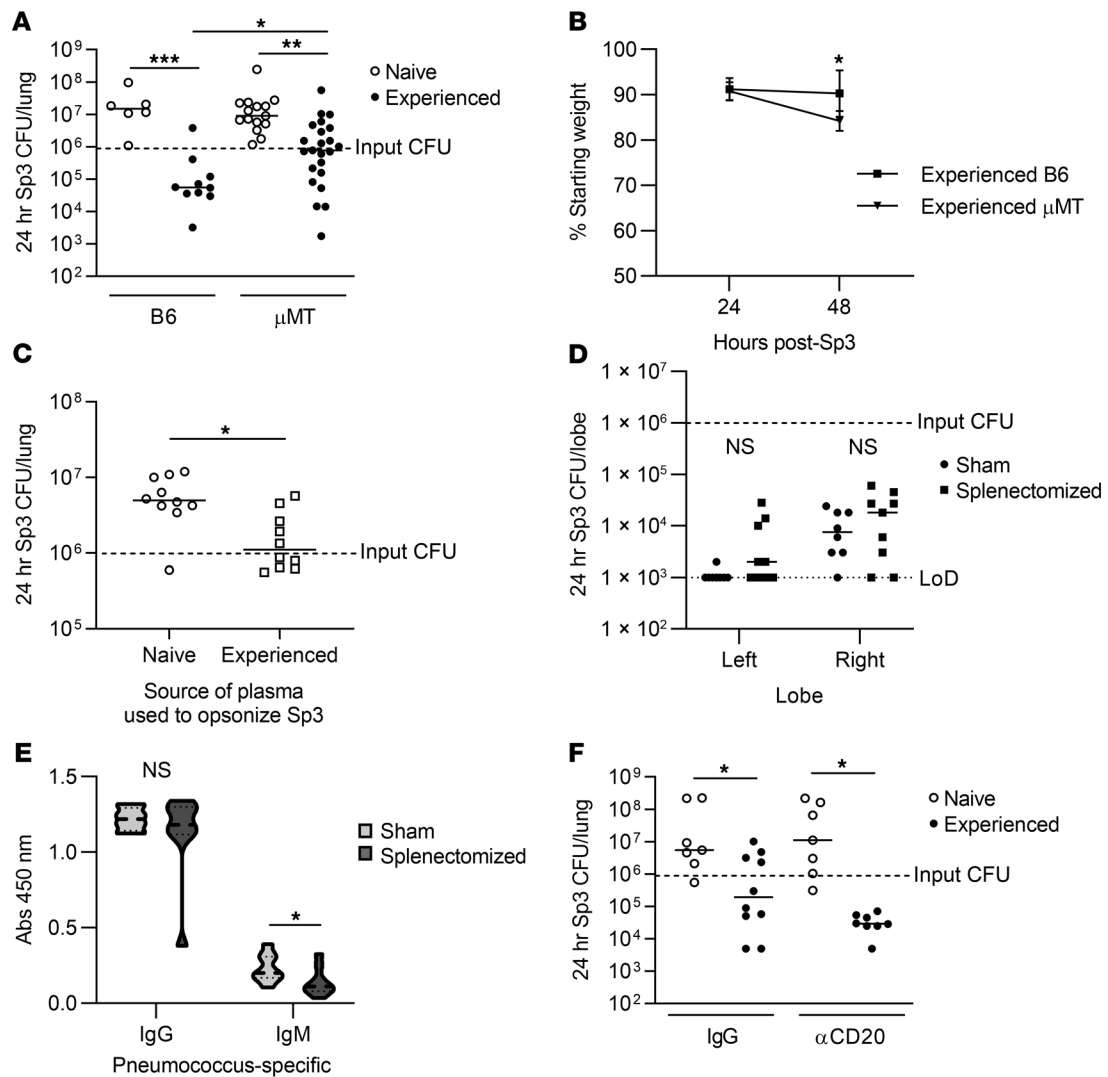 A
*
***
**
10⁹
10⁸
10⁷
10⁶
10⁵
10⁴
10³
10²
24 hr Sp3 CFU/lung
Naive
Experienced
Input CFU
B6
μMT
B
*
100
90
80
70
60
50
% Starting weight
Experienced B6
Experienced μMT
24
48
Hours post-Sp3
C
*
10⁸
10⁷
10⁶
10⁵
24 hr Sp3 CFU/lung
Input CFU
Naive
Experienced
Source of plasma
used to opsonize Sp3
D
1 × 10⁷
1 × 10⁶
1 × 10⁵
1 × 10⁴
1 × 10³
1 × 10²
24 hr Sp3 CFU/lobe
Input CFU
NS
NS
Sham
Splenectomized
LoD
Left
Right
Lobe
E
NS
*
1.5
1.0
0.5
0.0
Abs 450 nm
Sham
Splenectomized
IgG
IgM
Pneumococcus-specific
F
*
*
10⁹
10⁸
10⁷
10⁶
10⁵
10⁴
10³
10²
24 hr Sp3 CFU/lung
Naive
Experienced
Input CFU
IgG
αCD20